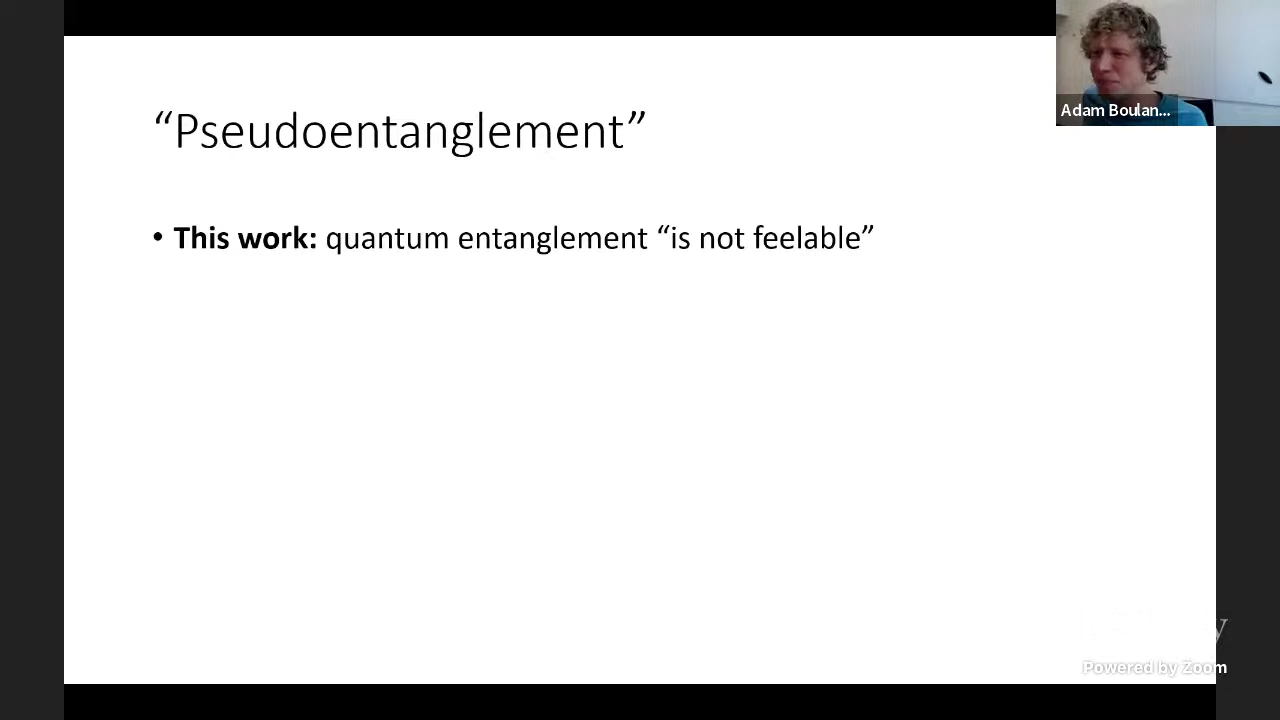 “Pseudoentanglement”
Adam Boulan...
• This work: quantum entanglement “is not feelable”
y
Powered by Zoom